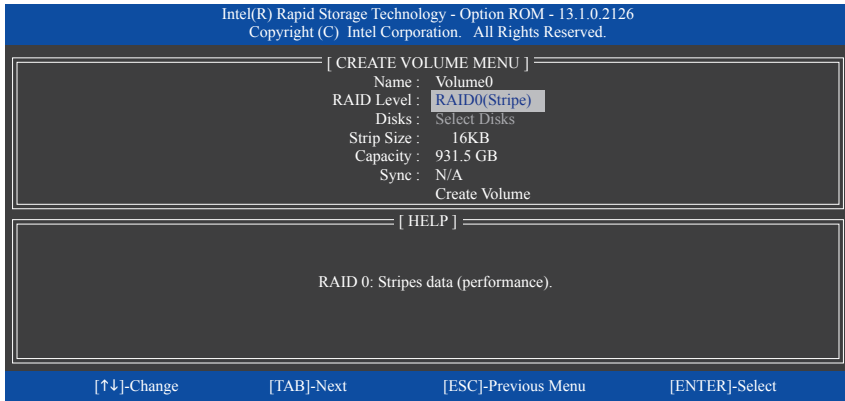 Intel(R) Rapid Storage Technology - Option ROM - 13.1.0.2126
Copyright (C) Intel Corporation. All Rights Reserved.
[ CREATE VOLUME MENU ]
Name : Volume0
RAID Level : RAID0(Stripe)
Disks : Select Disks
Strip Size : 16KB
Capacity : 931.5 GB
Sync : N/A
Create Volume
[ HELP ]
RAID 0: Stripes data (performance).
[↑↓]-Change [TAB]-Next [ESC]-Previous Menu [ENTER]-Select